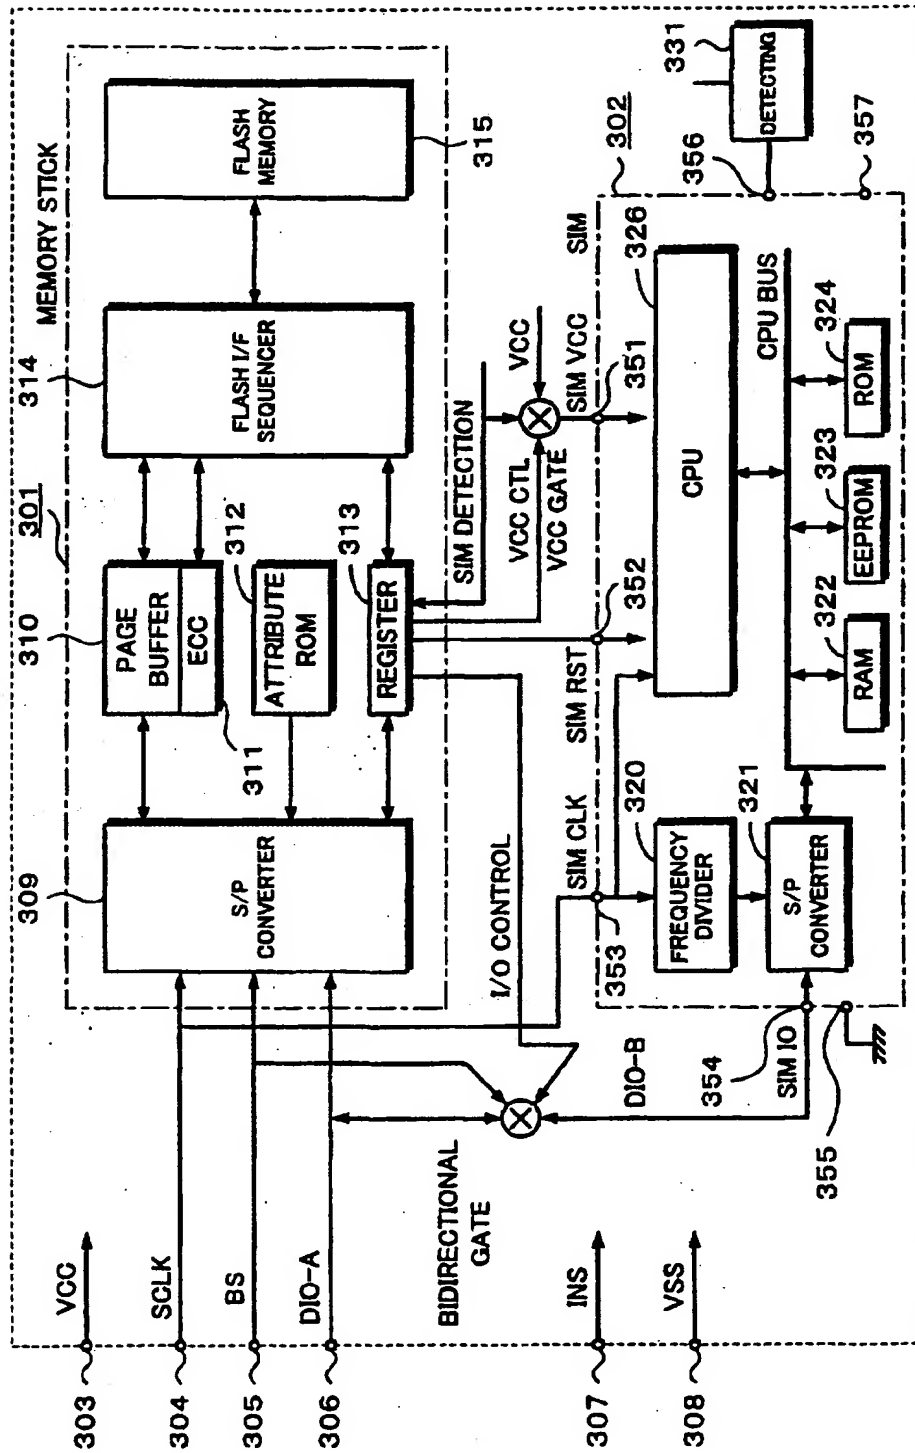 MEMORY STICK
301
309
S/P
CONVERTER
310
PAGE
BUFFER
ECC
311
312
ATTRIBUTE
ROM
313
REGISTER
314
FLASH I/F
SEQUENCER
FLASH
MEMORY
315
303
VCC
304
SCLK
305
BS
306
DIO-A
BIDIRECTIONAL
GATE
I/O CONTROL
DIO-B
SIM DETECTION
VCC CTL
VCC GATE
VCC
SIM VCC
351
SIM RST
352
SIM CLK
353
SIM
302
307
INS
308
VSS
354
SIM IO
355
320
FREQUENCY
DIVIDER
321
S/P
CONVERTER
CPU
326
CPU BUS
322
RAM
323
EEPROM
324
ROM
356
357
331
DETECTING